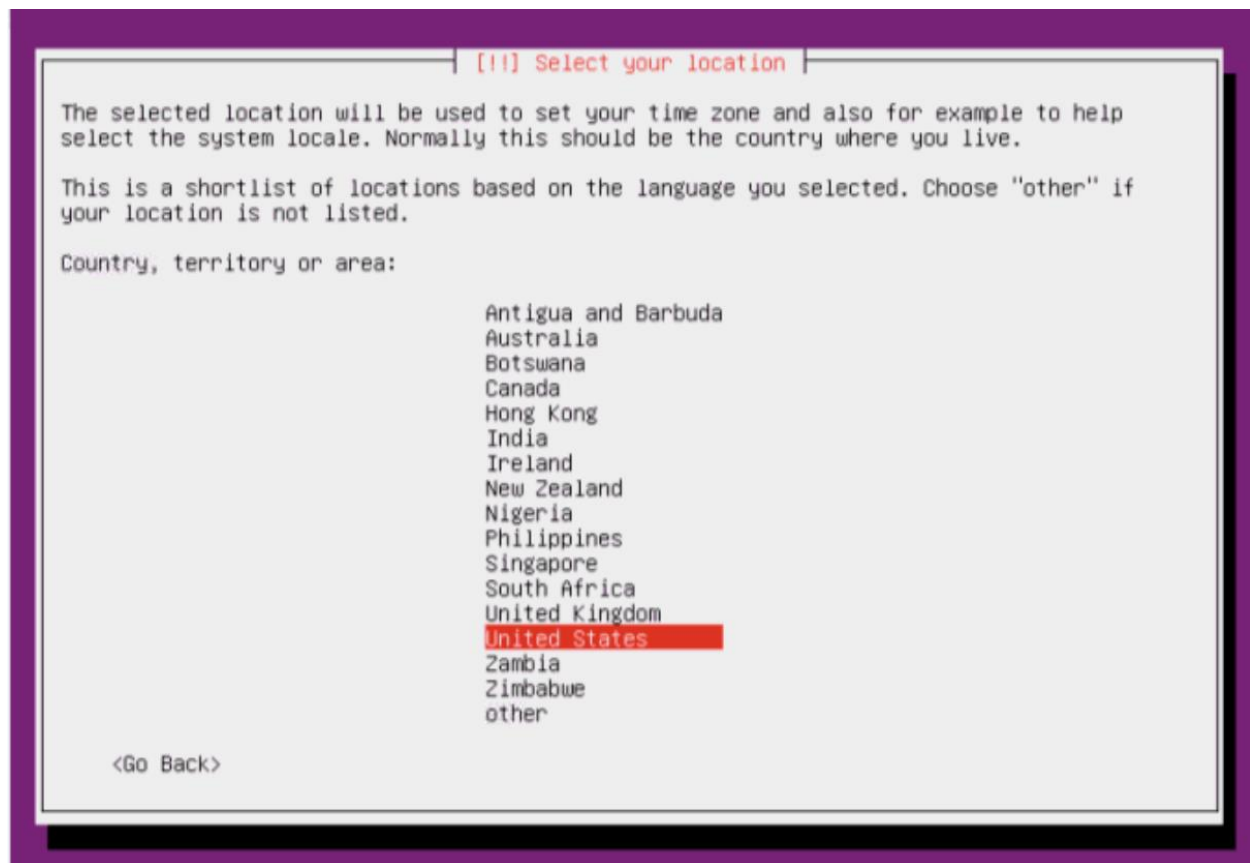 [!!] Select your location
The selected location will be used to set your time zone and also for example to help
select the system locale. Normally this should be the country where you live.
This is a shortlist of locations based on the language you selected. Choose "other" if
your location is not listed.
Country, territory or area:
Antigua and Barbuda
Australia
Botswana
Canada
Hong Kong
India
Ireland
New Zealand
Nigeria
Philippines
Singapore
South Africa
United Kingdom
United States
Zambia
Zimbabwe
other
<Go Back>